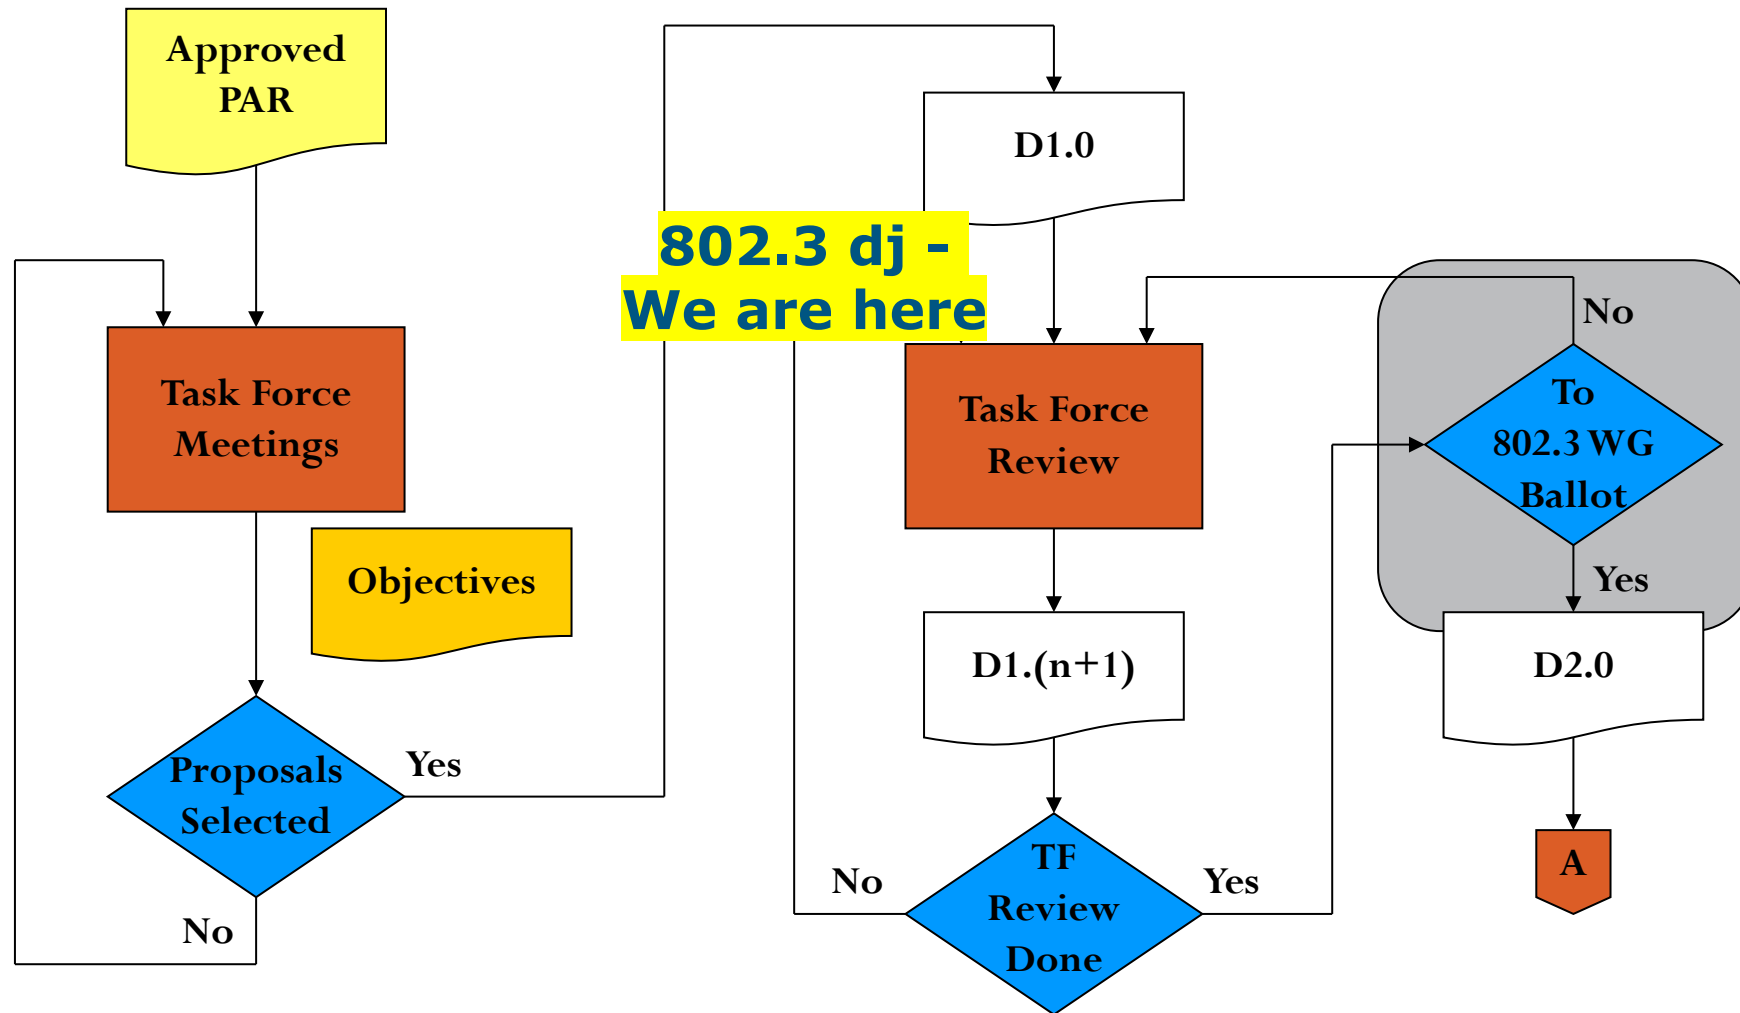 Approved
PAR
Task Force
Meetings
Objectives
Proposals
Selected
Yes
No
D1.0
802.3 dj -
We are here
Task Force
Review
D1.(n+1)
TF
Review
Done
No
Yes
To
802.3 WG
Ballot
No
Yes
D2.0
A